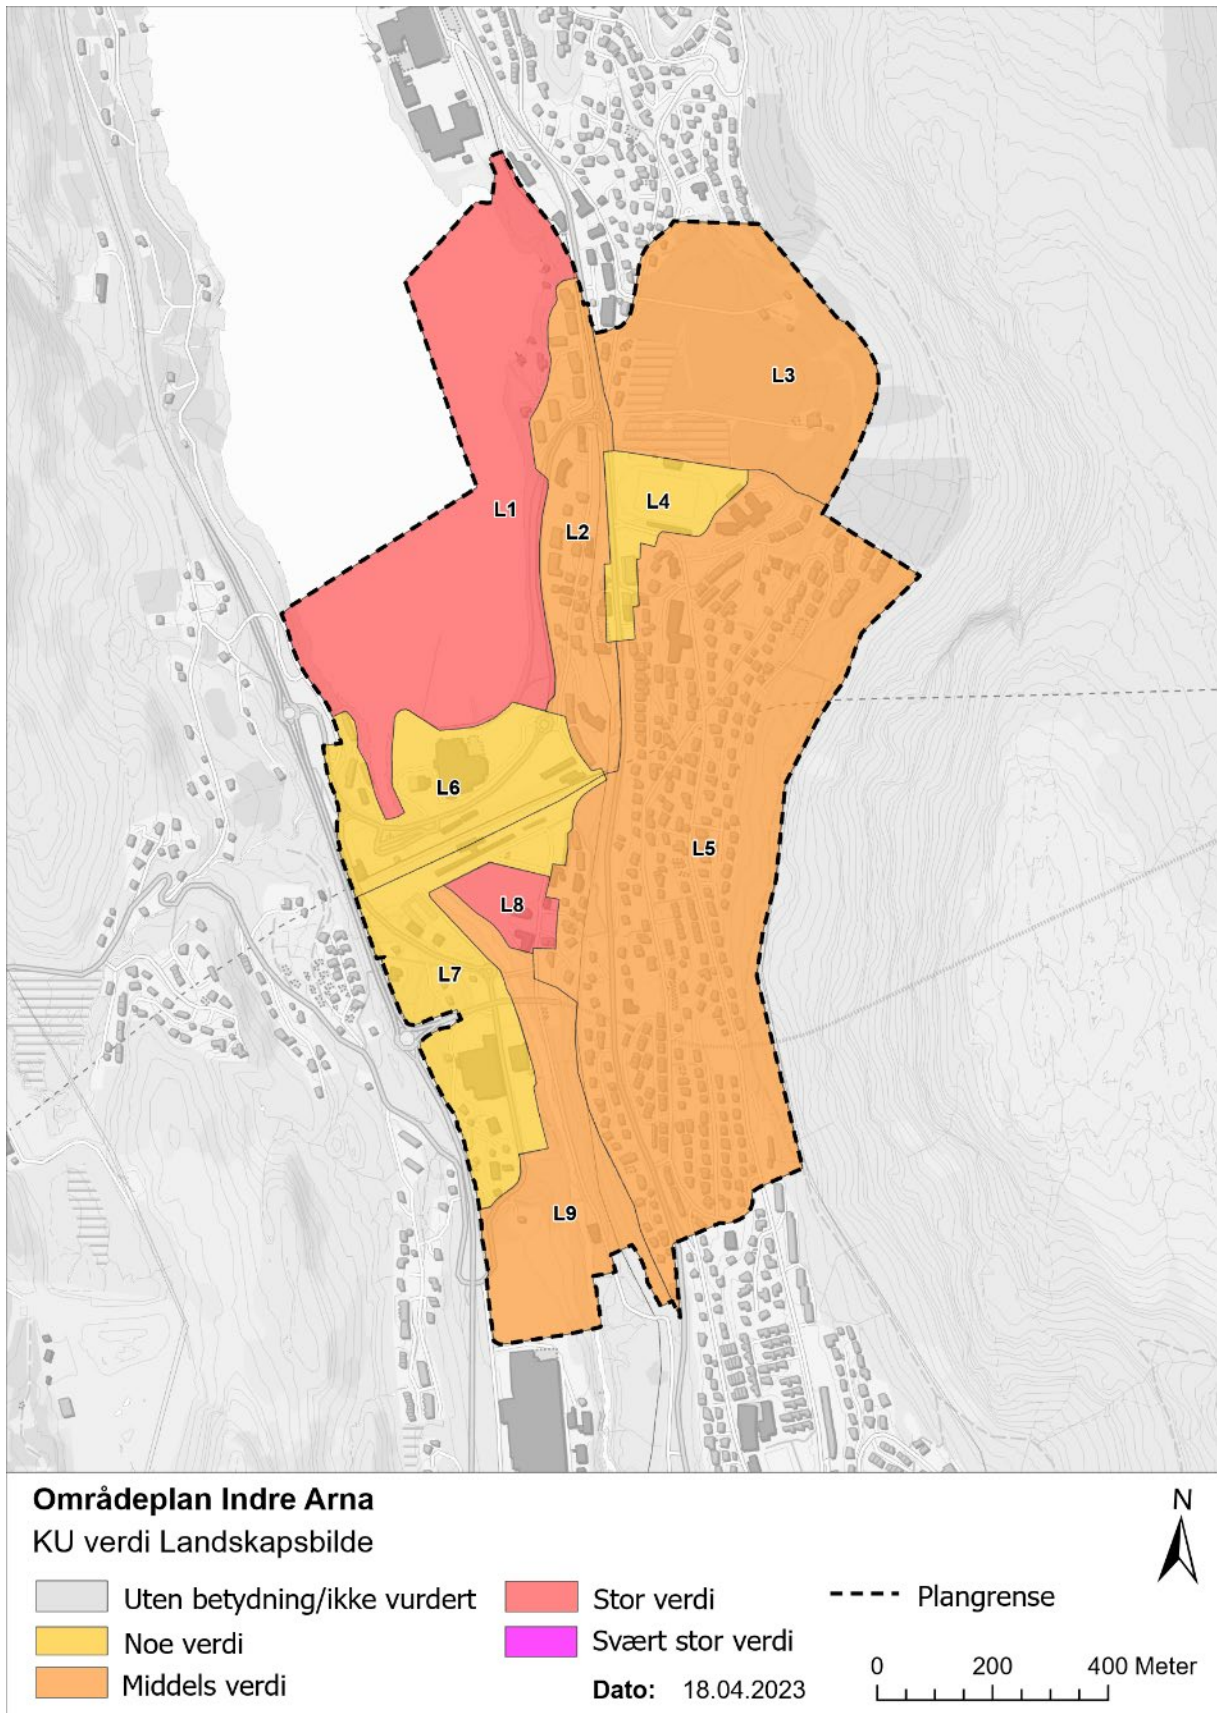 L3
L4
L1
L2
L6
L5
L8
L7
L9
Områdeplan Indre Arna
KU verdi Landskapsbilde
N
Uten betydning/ikke vurdert
Stor verdi
Plangrense
Noe verdi
Svært stor verdi
Middels verdi
Dato: 18.04.2023
0 200 400 Meter